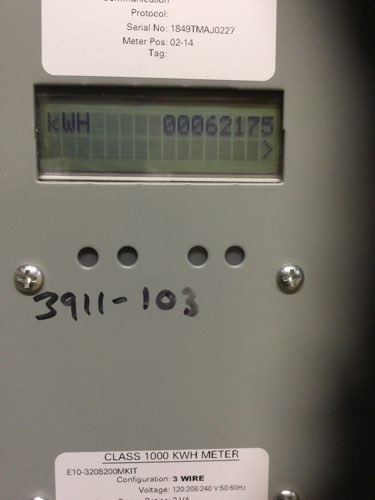 Protocol:
Serial No: 1849TMAJ0227
Meter Pos: 02-14
Tag:
kWH 00062175
>
3911-103
CLASS 1000 KWH METER
E10-3208200MKIT
Configuration: 3 WIRE
Voltage: 120:208:240 V:50-60Hz